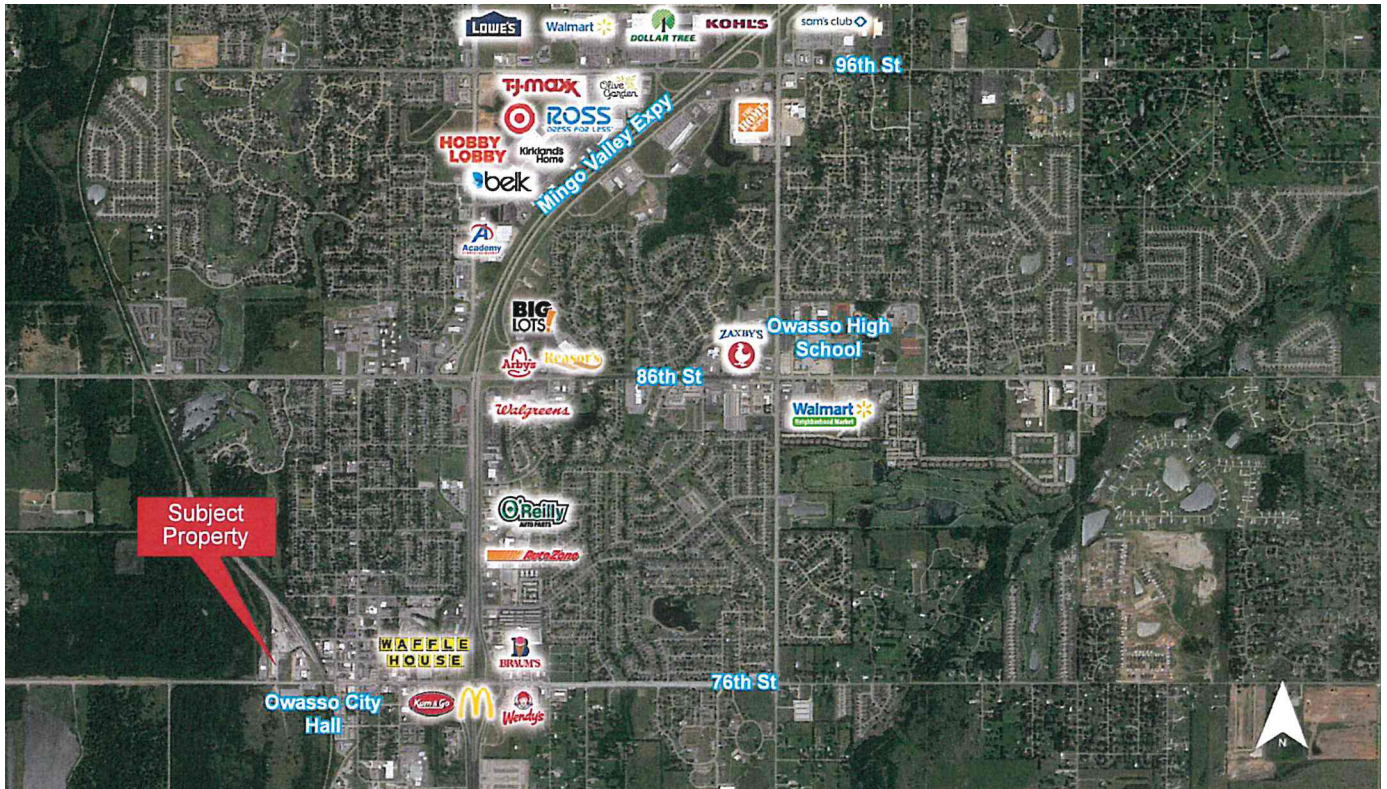 LOWE'S
Walmart
DOLLAR TREE
KOHL'S
sam's club
96th St
T.J.maxx
Olive
Garden
ROSS
DRESS FOR LESS
HOBBY
LOBBY
Kirkland's
Home
Mingo Valley Expy
belk
Academy
BIG
LOTS!
ZAXBY'S
Owasso High
School
Arby's
Reasor's
86th St
Walgreens
Walmart
Neighborhood Market
O'Reilly
AUTO PARTS
Subject
Property
AutoZone
WAFFLE
HOUSE
BRAUM'S
76th St
Owasso City
Hall
Kum & Go
Wendy's
N